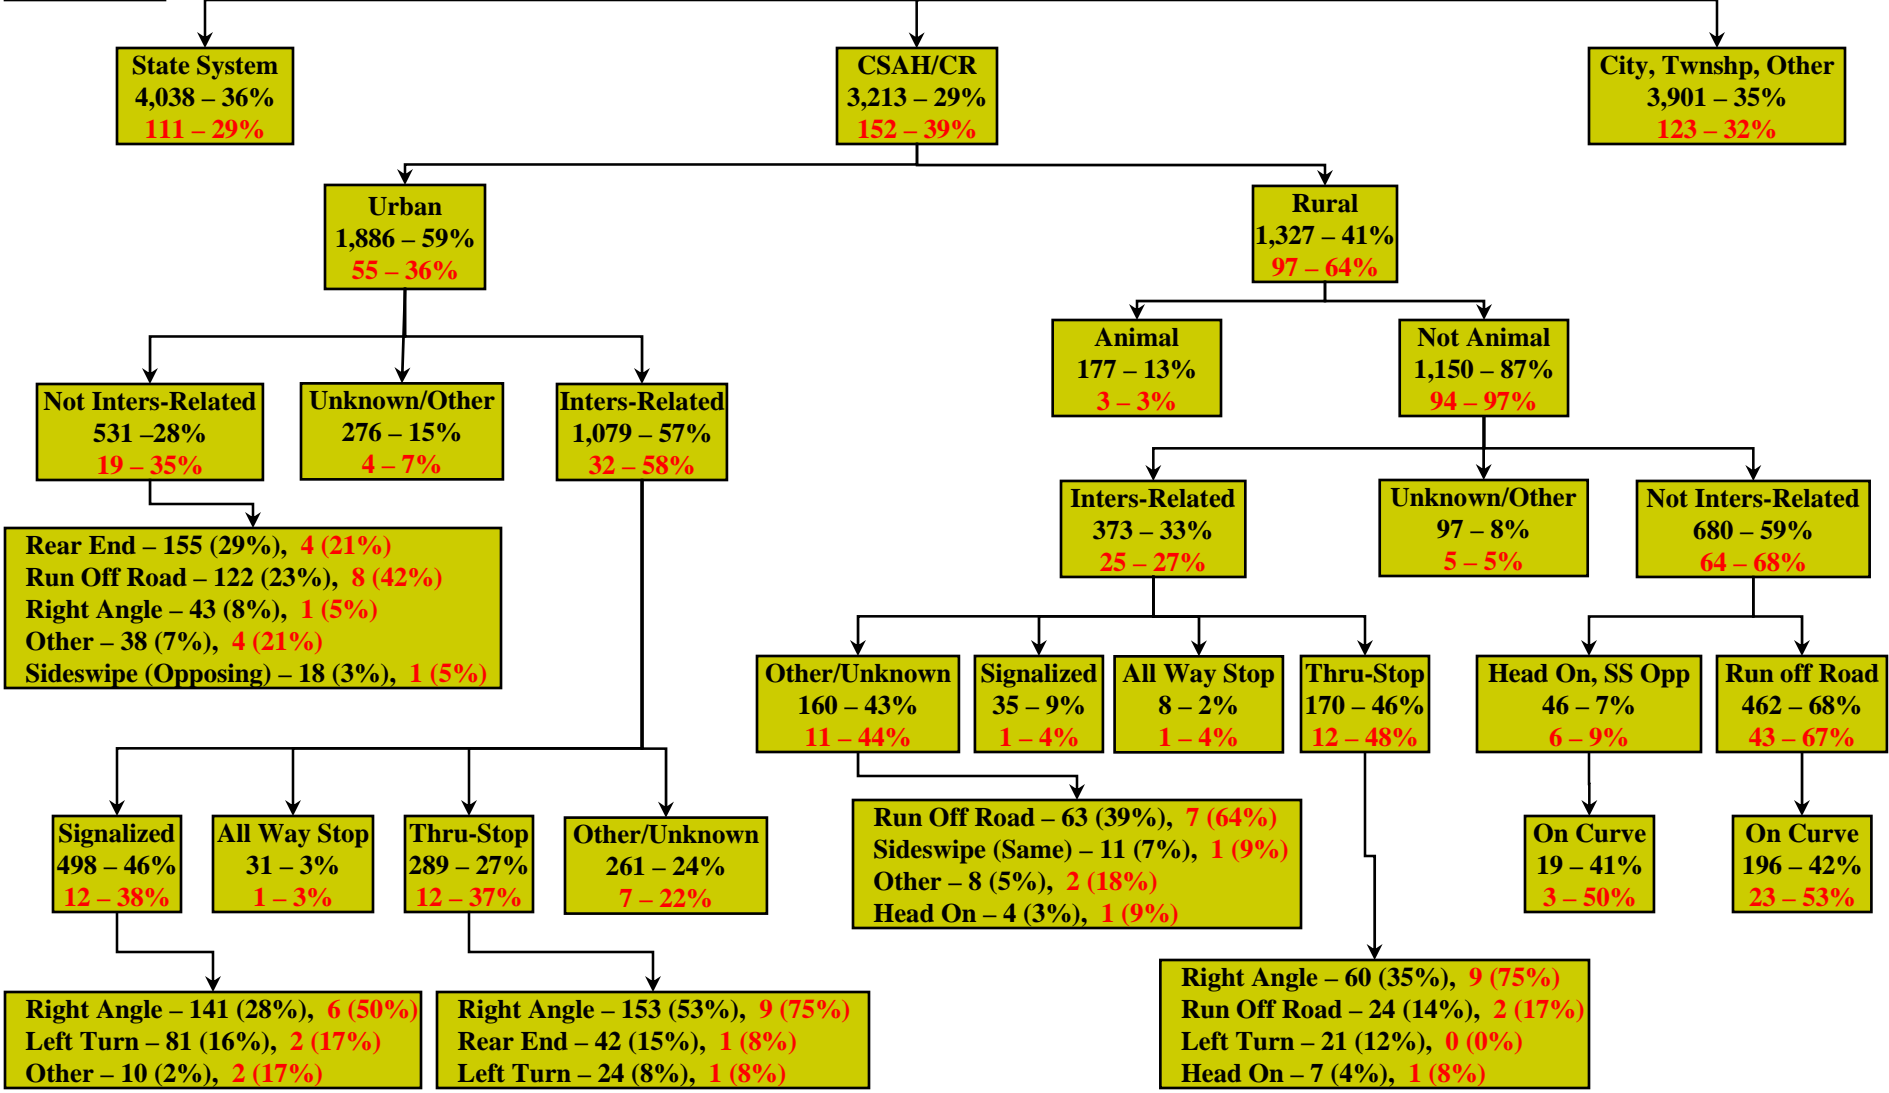 State System
4,038 – 36%
111 – 29%
CSAH/CR
3,213 – 29%
152 – 39%
City, Twnshp, Other
3,901 – 35%
123 – 32%
Urban
1,886 – 59%
55 – 36%
Rural
1,327 – 41%
97 – 64%
Animal
177 – 13%
3 – 3%
Not Animal
1,150 – 87%
94 – 97%
Not Inters-Related
531 –28%
19 – 35%
Unknown/Other
276 – 15%
4 – 7%
Inters-Related
1,079 – 57%
32 – 58%
Inters-Related
373 – 33%
25 – 27%
Unknown/Other
97 – 8%
5 – 5%
Not Inters-Related
680 – 59%
64 – 68%
Rear End – 155 (29%), 4 (21%)
Run Off Road – 122 (23%), 8 (42%)
Right Angle – 43 (8%), 1 (5%)
Other – 38 (7%), 4 (21%)
Sideswipe (Opposing) – 18 (3%), 1 (5%)
Other/Unknown
160 – 43%
11 – 44%
Signalized
35 – 9%
1 – 4%
All Way Stop
8 – 2%
1 – 4%
Thru-Stop
170 – 46%
12 – 48%
Head On, SS Opp
46 – 7%
6 – 9%
Run off Road
462 – 68%
43 – 67%
Signalized
498 – 46%
12 – 38%
All Way Stop
31 – 3%
1 – 3%
Thru-Stop
289 – 27%
12 – 37%
Other/Unknown
261 – 24%
7 – 22%
Run Off Road – 63 (39%), 7 (64%)
Sideswipe (Same) – 11 (7%), 1 (9%)
Other – 8 (5%), 2 (18%)
Head On – 4 (3%), 1 (9%)
On Curve
19 – 41%
3 – 50%
On Curve
196 – 42%
23 – 53%
Right Angle – 141 (28%), 6 (50%)
Left Turn – 81 (16%), 2 (17%)
Other – 10 (2%), 2 (17%)
Right Angle – 153 (53%), 9 (75%)
Rear End – 42 (15%), 1 (8%)
Left Turn – 24 (8%), 1 (8%)
Right Angle – 60 (35%), 9 (75%)
Run Off Road – 24 (14%), 2 (17%)
Left Turn – 21 (12%), 0 (0%)
Head On – 7 (4%), 1 (8%)